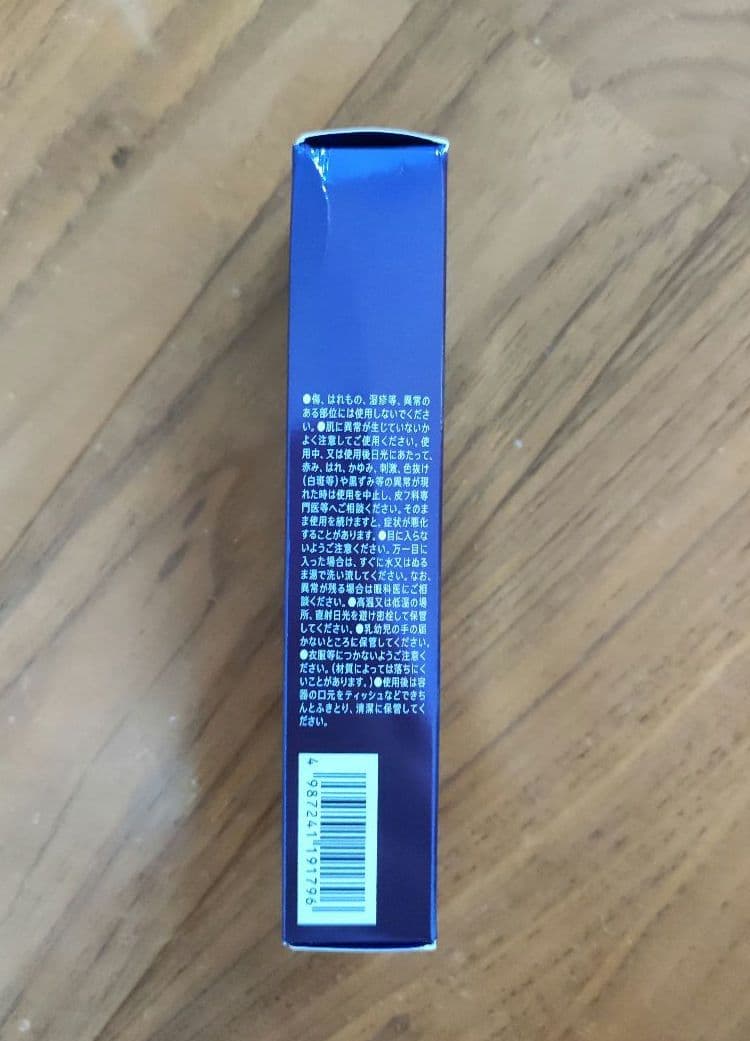 ●傷、はれもの、湿疹等、異常の
ある部位には使用しないでくださ
い。●肌に異常が生じていないか
よく注意してご使用ください。使
用中、又は使用後日光にあたって、
赤み、はれ、かゆみ、刺激、色抜け
(白斑等)や黒ずみ等の異常が現
れた時は使用を中止し、皮フ科専
門医等へご相談ください。そのま
ま使用を続けますと、症状が悪化
することがあります。●目に入らな
いようご注意ください。万一目に
入った場合は、すぐに水又はぬる
ま湯で洗い流してください。なお、
異常が残る場合は眼科医にご相
談ください。●高温又は低温の場
所、直射日光を避け密栓して保管
してください。●乳幼児の手の届
かないところに保管してください。
●衣服等につかないようご注意く
ださい。(材質によっては落ちにく
いことがあります。)●使用後は容
器の口元をティッシュなどできち
んとふきとり、清潔に保管してく
ださい。
4 987241 191796